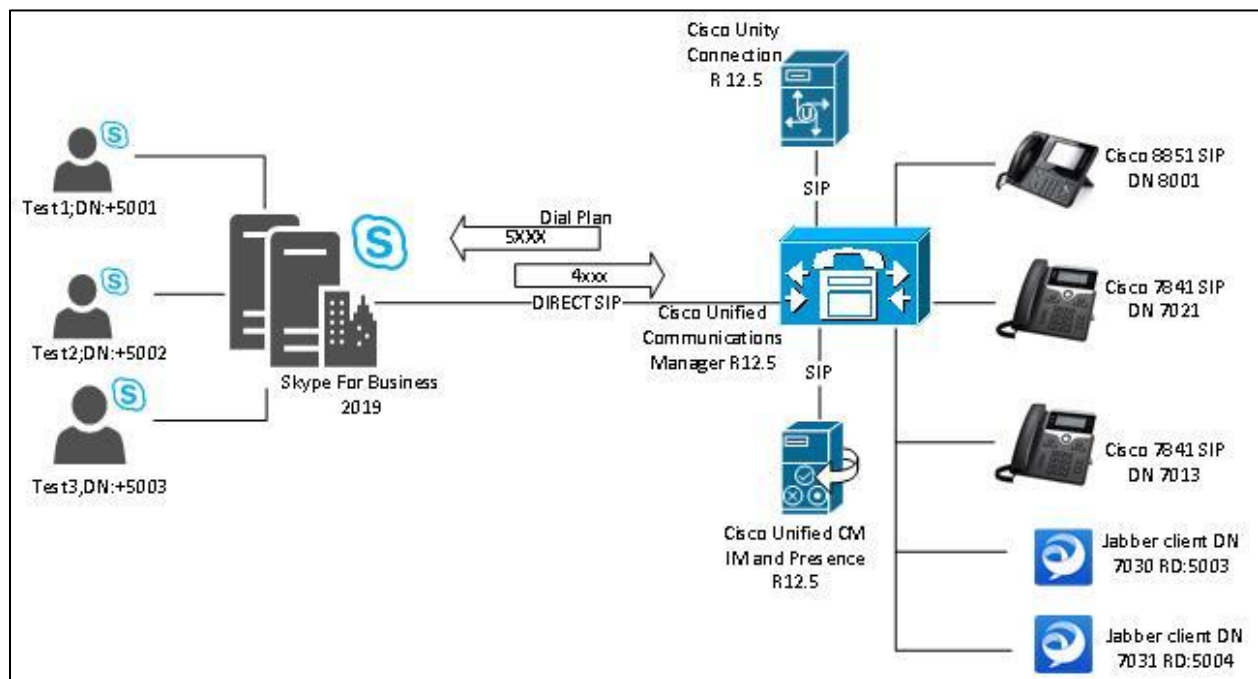 Cisco Unity
Connection
R 12.5
SIP
Test1;DN:+5001
Test2;DN:+5002
Test3,DN:+5003
Skype For Business
2019
Dial Plan
5XXX
4xxx
DIRECT SIP
Cisco Unified
Communications
Manager R12.5
SIP
Cisco Unified CM
IM and Presence
R12.5
Cisco 8851 SIP
DN 8001
Cisco 7841 SIP
DN 7021
Cisco 7841 SIP
DN 7013
Jabber client DN
7030 RD:5003
Jabber client DN
7031 RD:5004
S
S
S
S
U